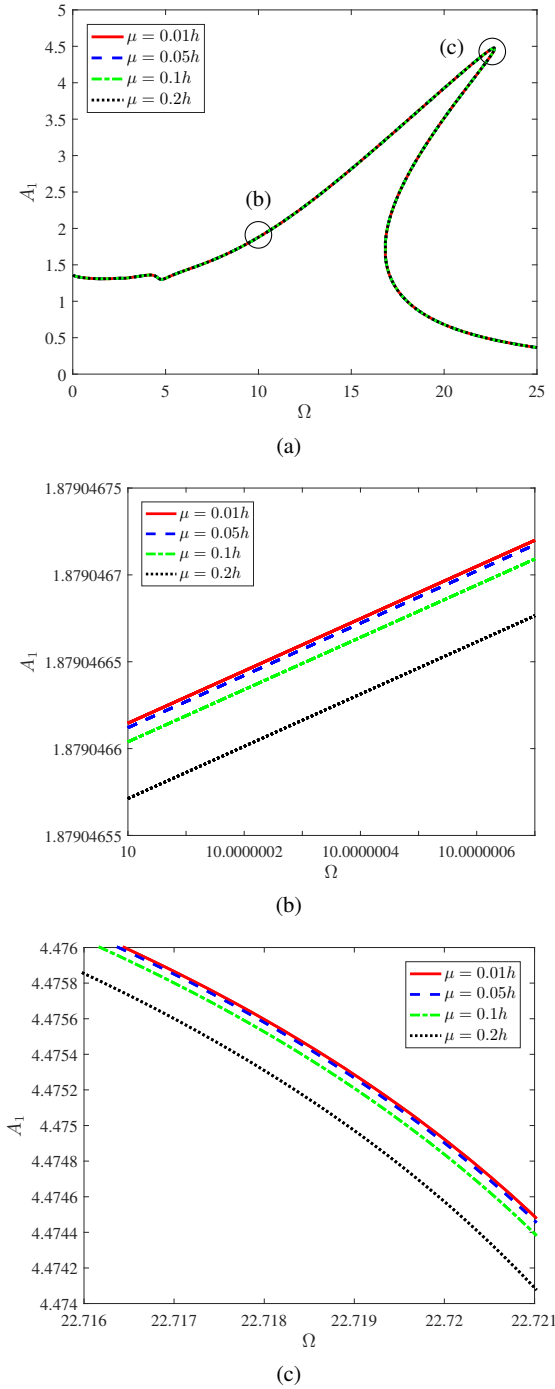 5
4.5
4
3.5
3
2.5
2
1.5
1
0.5
0
A₁
μ = 0.01h
μ = 0.05h
μ = 0.1h
μ = 0.2h
(b)
(c)
0 5 10 15 20 25
Ω
(a)
1.87904675
1.8790467
1.87904665
1.8790466
1.87904655
A₁
μ = 0.01h
μ = 0.05h
μ = 0.1h
μ = 0.2h
10 10.0000002 10.0000004 10.0000006
Ω
(b)
4.476
4.4758
4.4756
4.4754
4.4752
4.475
4.4748
4.4746
4.4744
4.4742
4.474
A₁
μ = 0.01h
μ = 0.05h
μ = 0.1h
μ = 0.2h
22.716 22.717 22.718 22.719 22.72 22.721
Ω
(c)